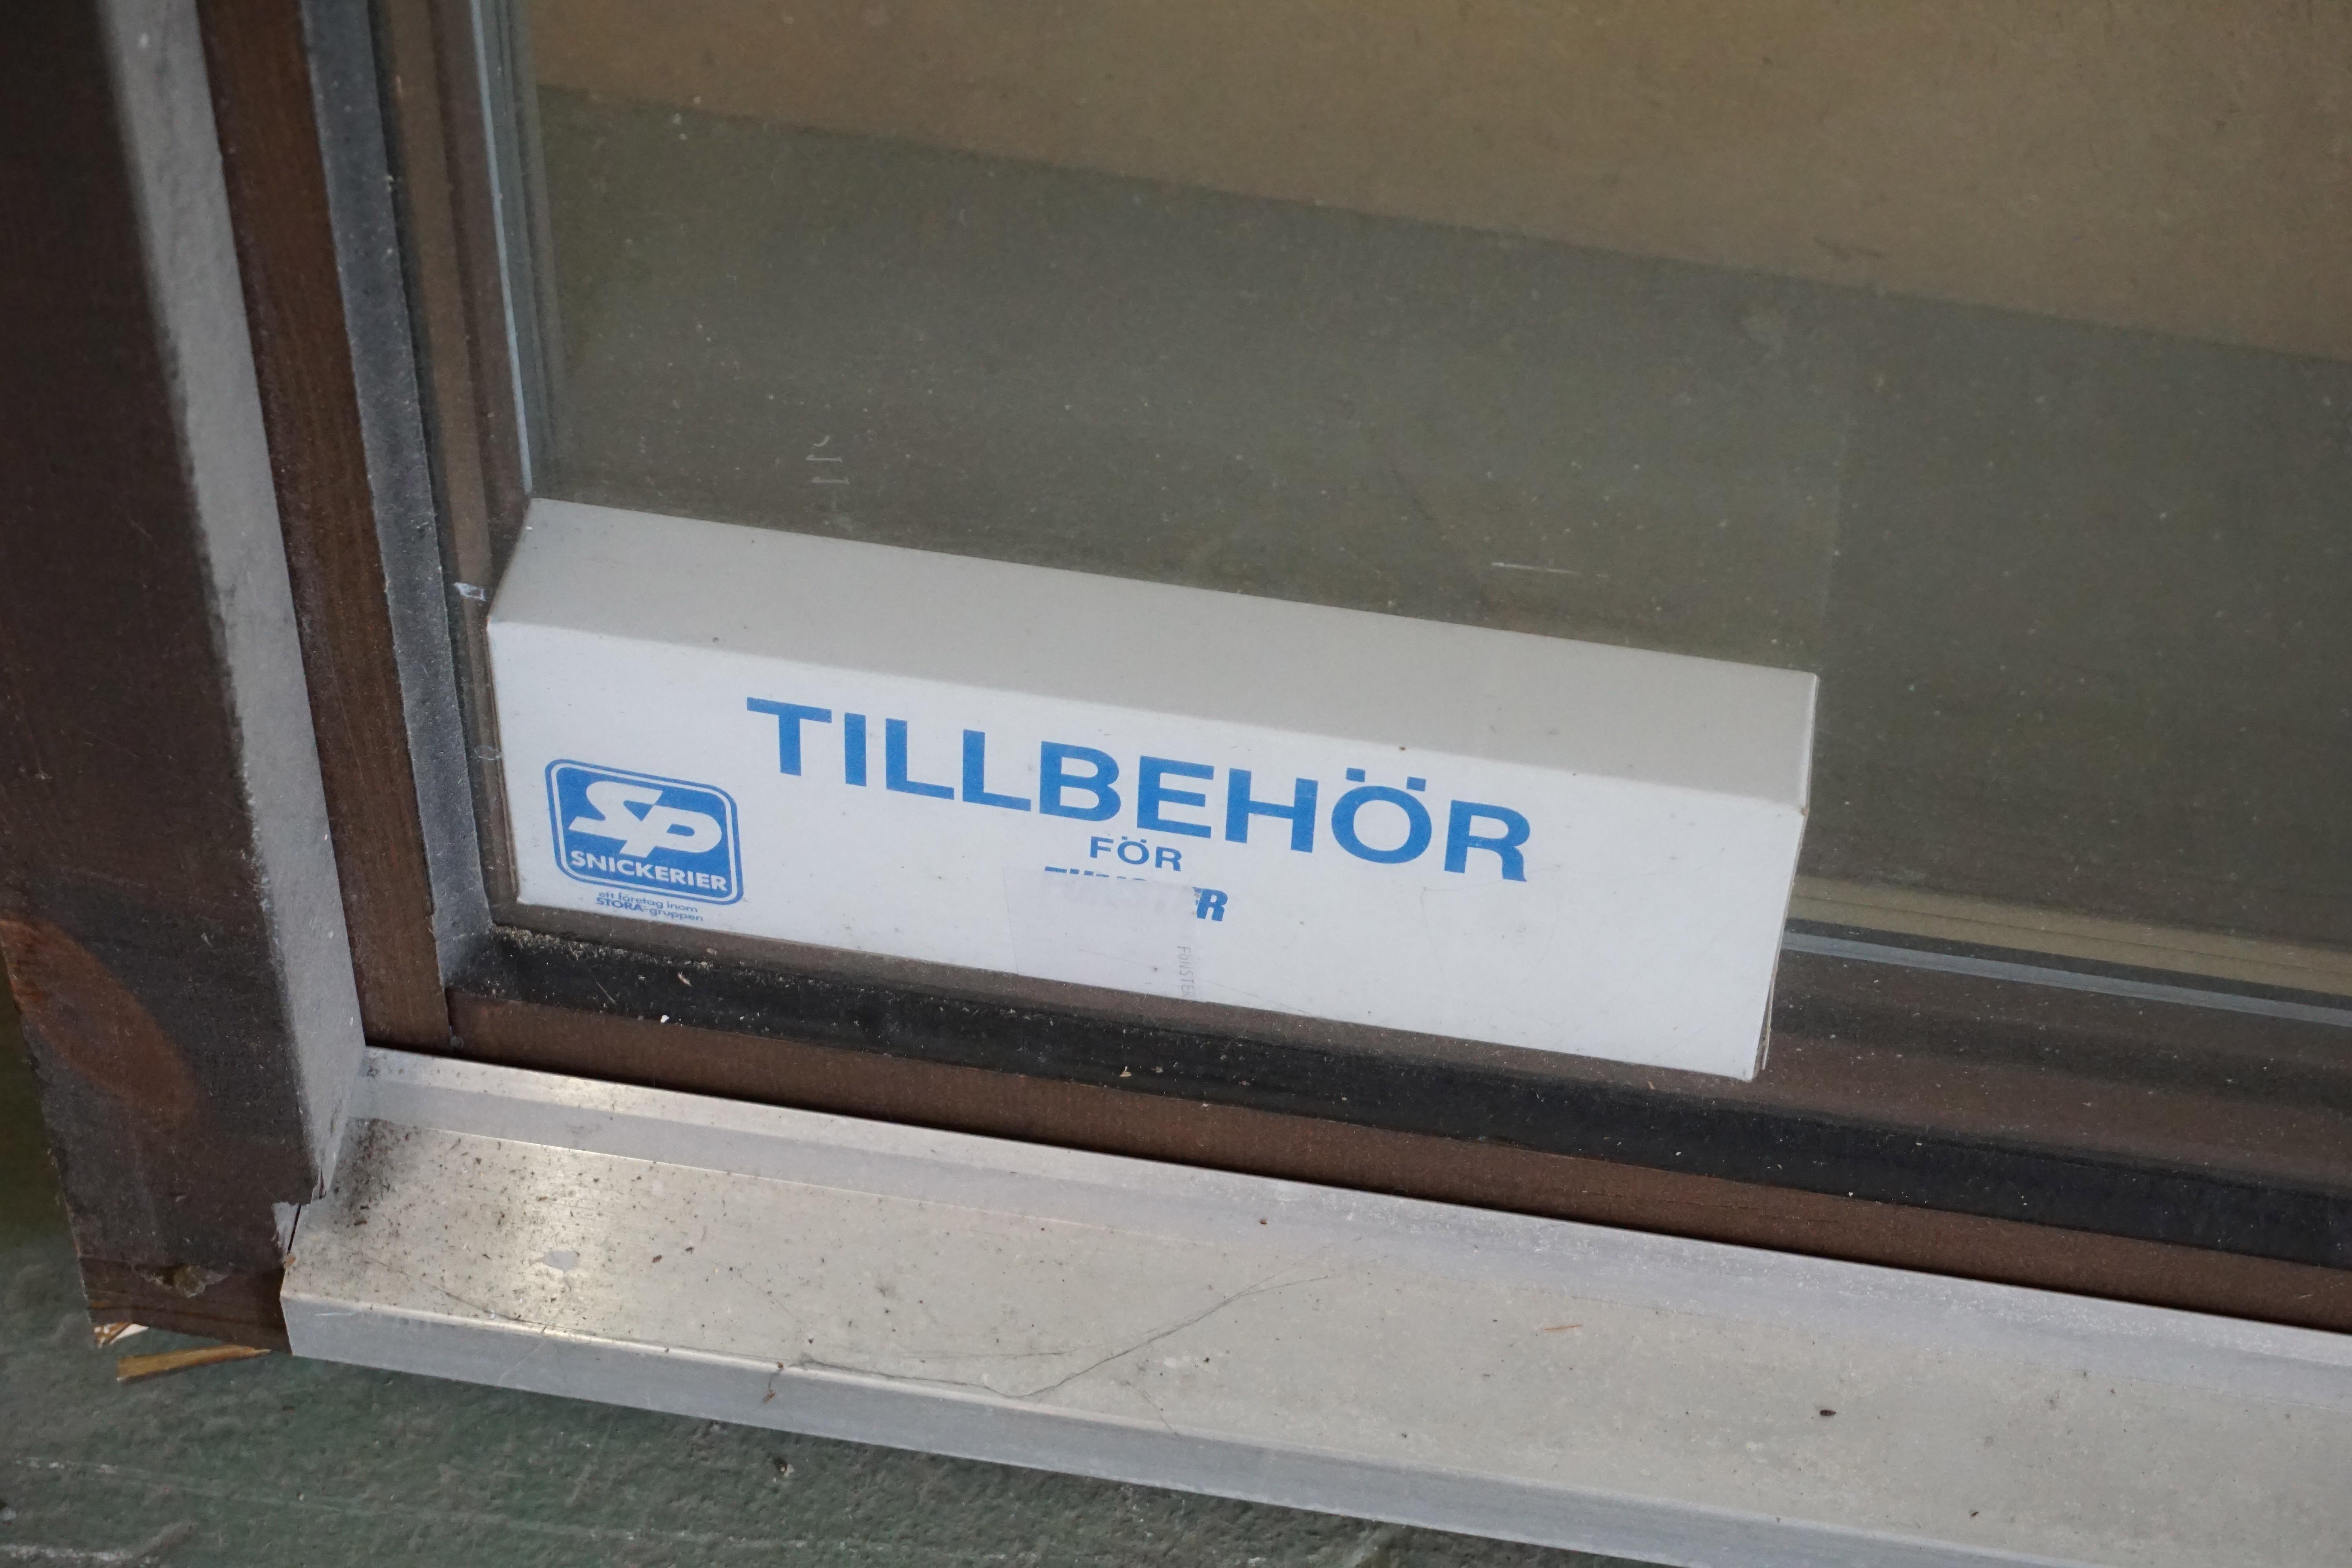 TILLBEHÖR
FÖR
SP
SNICKERIER
ett företag inom
STORA-gruppen